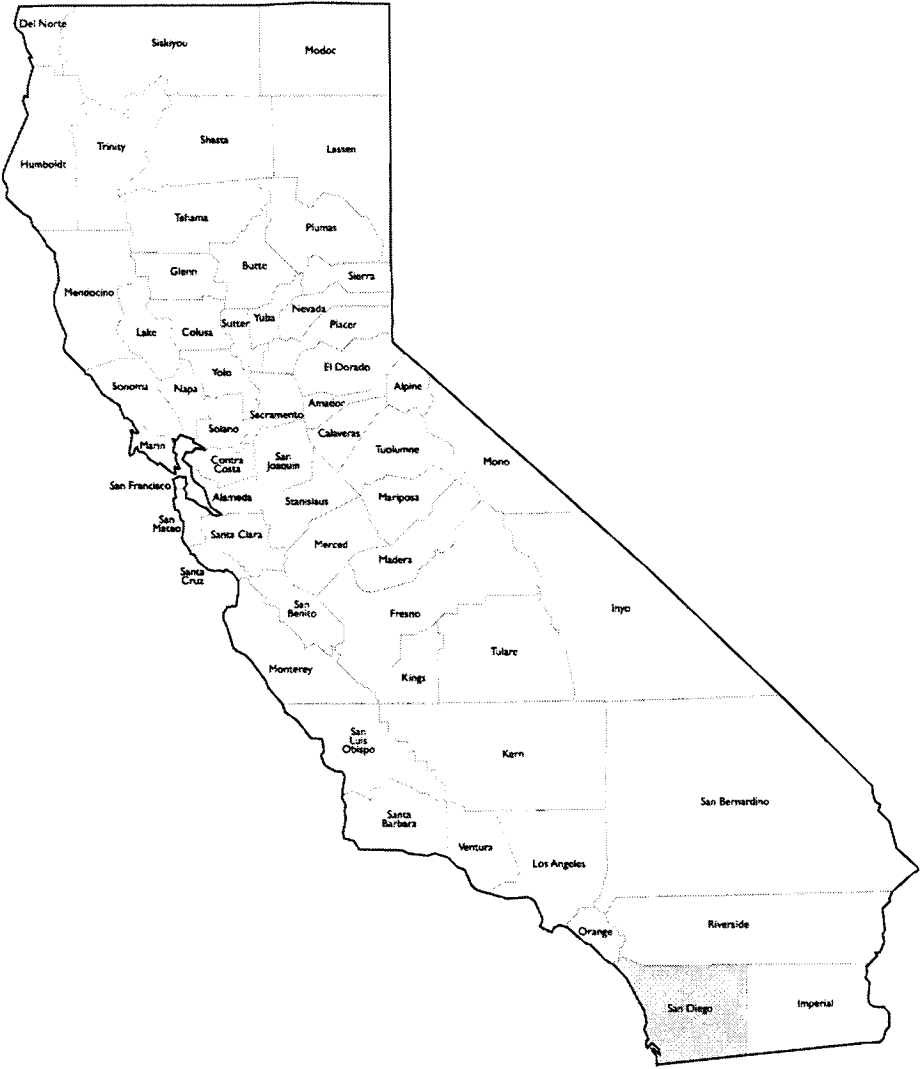 Del Norte
Siskiyou
Modoc
Humboldt
Trinity
Shasta
Lassen
Tehama
Plumas
Glenn
Butte
Sierra
Mendocino
Lake
Colusa
Sutter
Yuba
Nevada
Placer
Sonoma
Napa
Yolo
El Dorado
Alpine
Sacramento
Amador
Solano
Calaveras
Marin
Contra
Costa
San
Joaquin
Tuolumne
Mono
San Francisco
Alameda
Stanislaus
Mariposa
San
Mateo
Santa Clara
Merced
Madera
Santa
Cruz
San
Benito
Fresno
Inyo
Monterey
Kings
Tulare
San
Luis
Obispo
Kern
San Bernardino
Santa
Barbara
Ventura
Los Angeles
Orange
Riverside
San Diego
Imperial